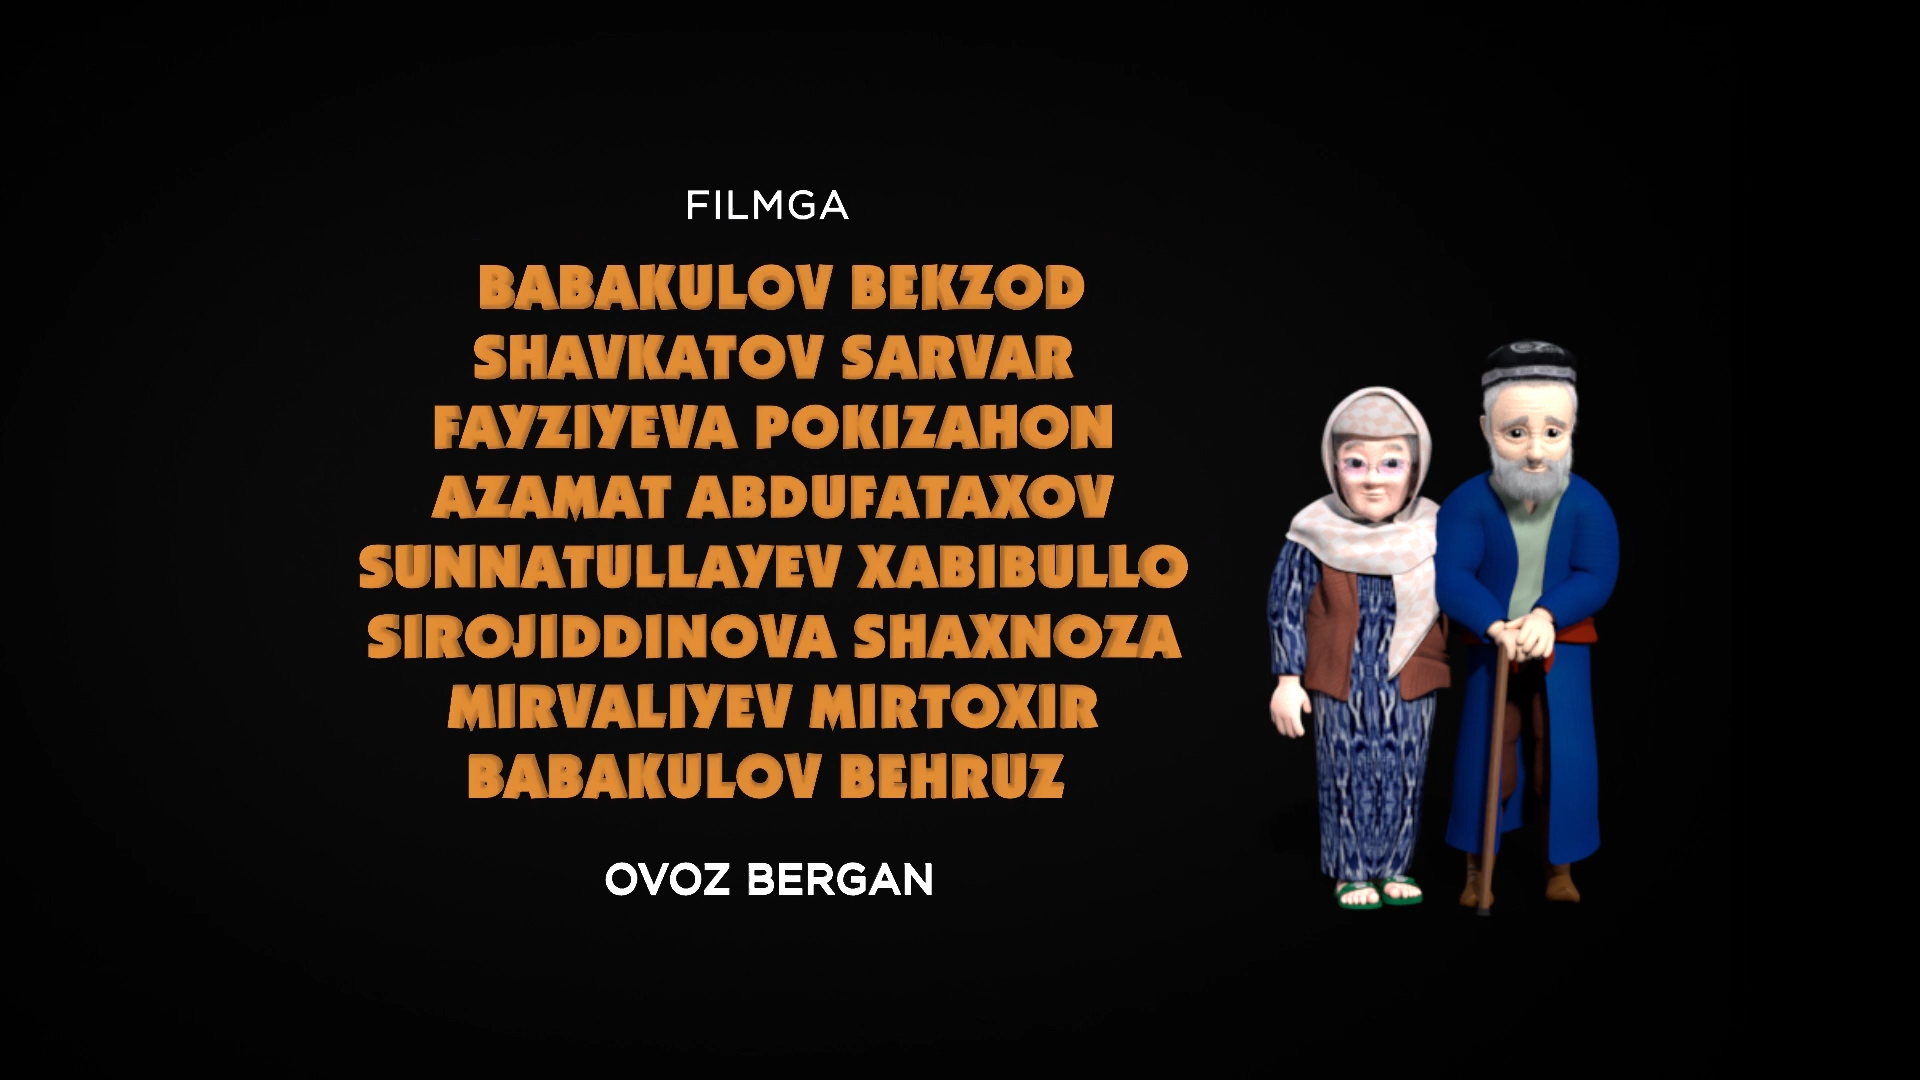 FILMGA
BABAKULOV BEKZOD
SHAVKATOV SARVAR
FAYZIYEVA POKIZAHON
AZAMAT ABDUFATAXOV
SUNNATULLAYEV XABIBULLO
SIROJIDDINOVA SHAXNOZA
MIRVALIYEV MIRTOXIR
BABAKULOV BEHRUZ
OVOZ BERGAN